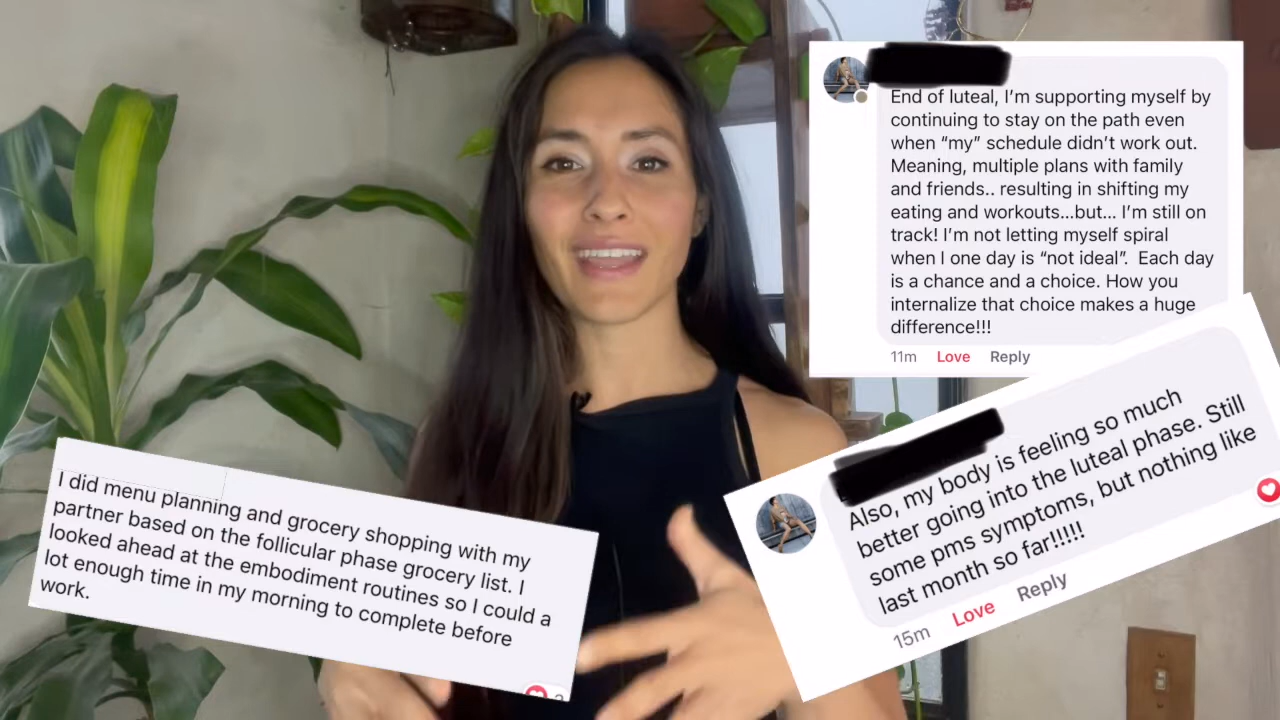 End of luteal, I’m supporting myself by
continuing to stay on the path even
when “my” schedule didn’t work out.
Meaning, multiple plans with family
and friends.. resulting in shifting my
eating and workouts...but... I’m still on
track! I’m not letting myself spiral
when I one day is “not ideal”. Each day
is a chance and a choice. How you
internalize that choice makes a huge
difference!!!
11m Love Reply
Also, my body is feeling so much
better going into the luteal phase. Still
some pms symptoms, but nothing like
last month so far!!!!!
15m Love Reply
I did menu planning and grocery shopping with my
partner based on the follicular phase grocery list. I
looked ahead at the embodiment routines so I could a
lot enough time in my morning to complete before
work.